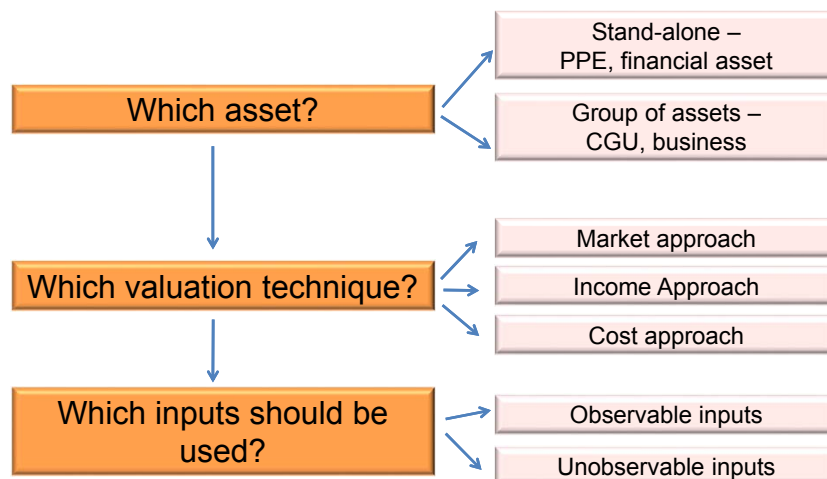 Stand-alone –
PPE, financial asset
Which asset?
Group of assets –
CGU, business
Market approach
Which valuation technique?
Income Approach
Cost approach
Which inputs should be
used?
Observable inputs
Unobservable inputs